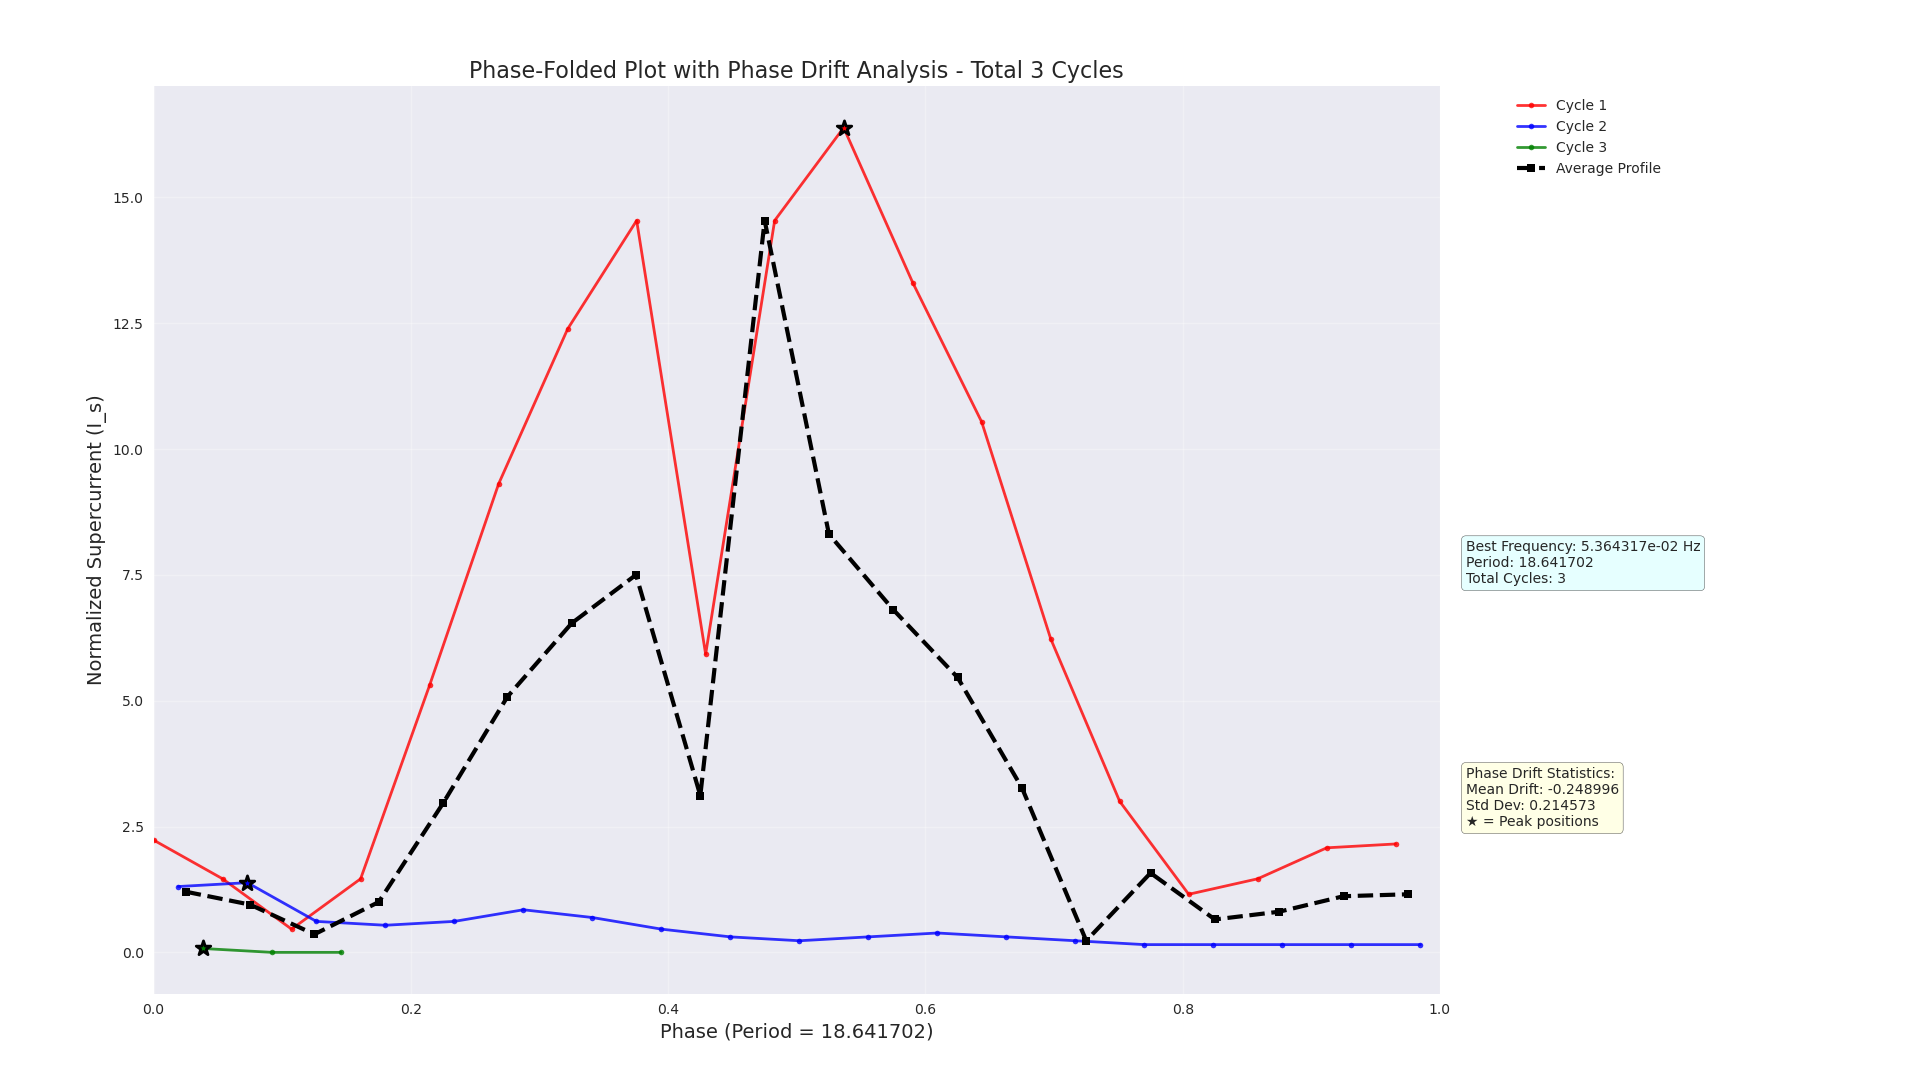 Phase-Folded Plot with Phase Drift Analysis - Total 3 Cycles
Cycle 1
Cycle 2
Cycle 3
Average Profile
Normalized Supercurrent (I_s)
15.0
12.5
10.0
7.5
5.0
2.5
0.0
Best Frequency: 5.364317e-02 Hz
Period: 18.641702
Total Cycles: 3
Phase Drift Statistics:
Mean Drift: -0.248996
Std Dev: 0.214573
★ = Peak positions
0.0 0.2 0.4 0.6 0.8 1.0
Phase (Period = 18.641702)